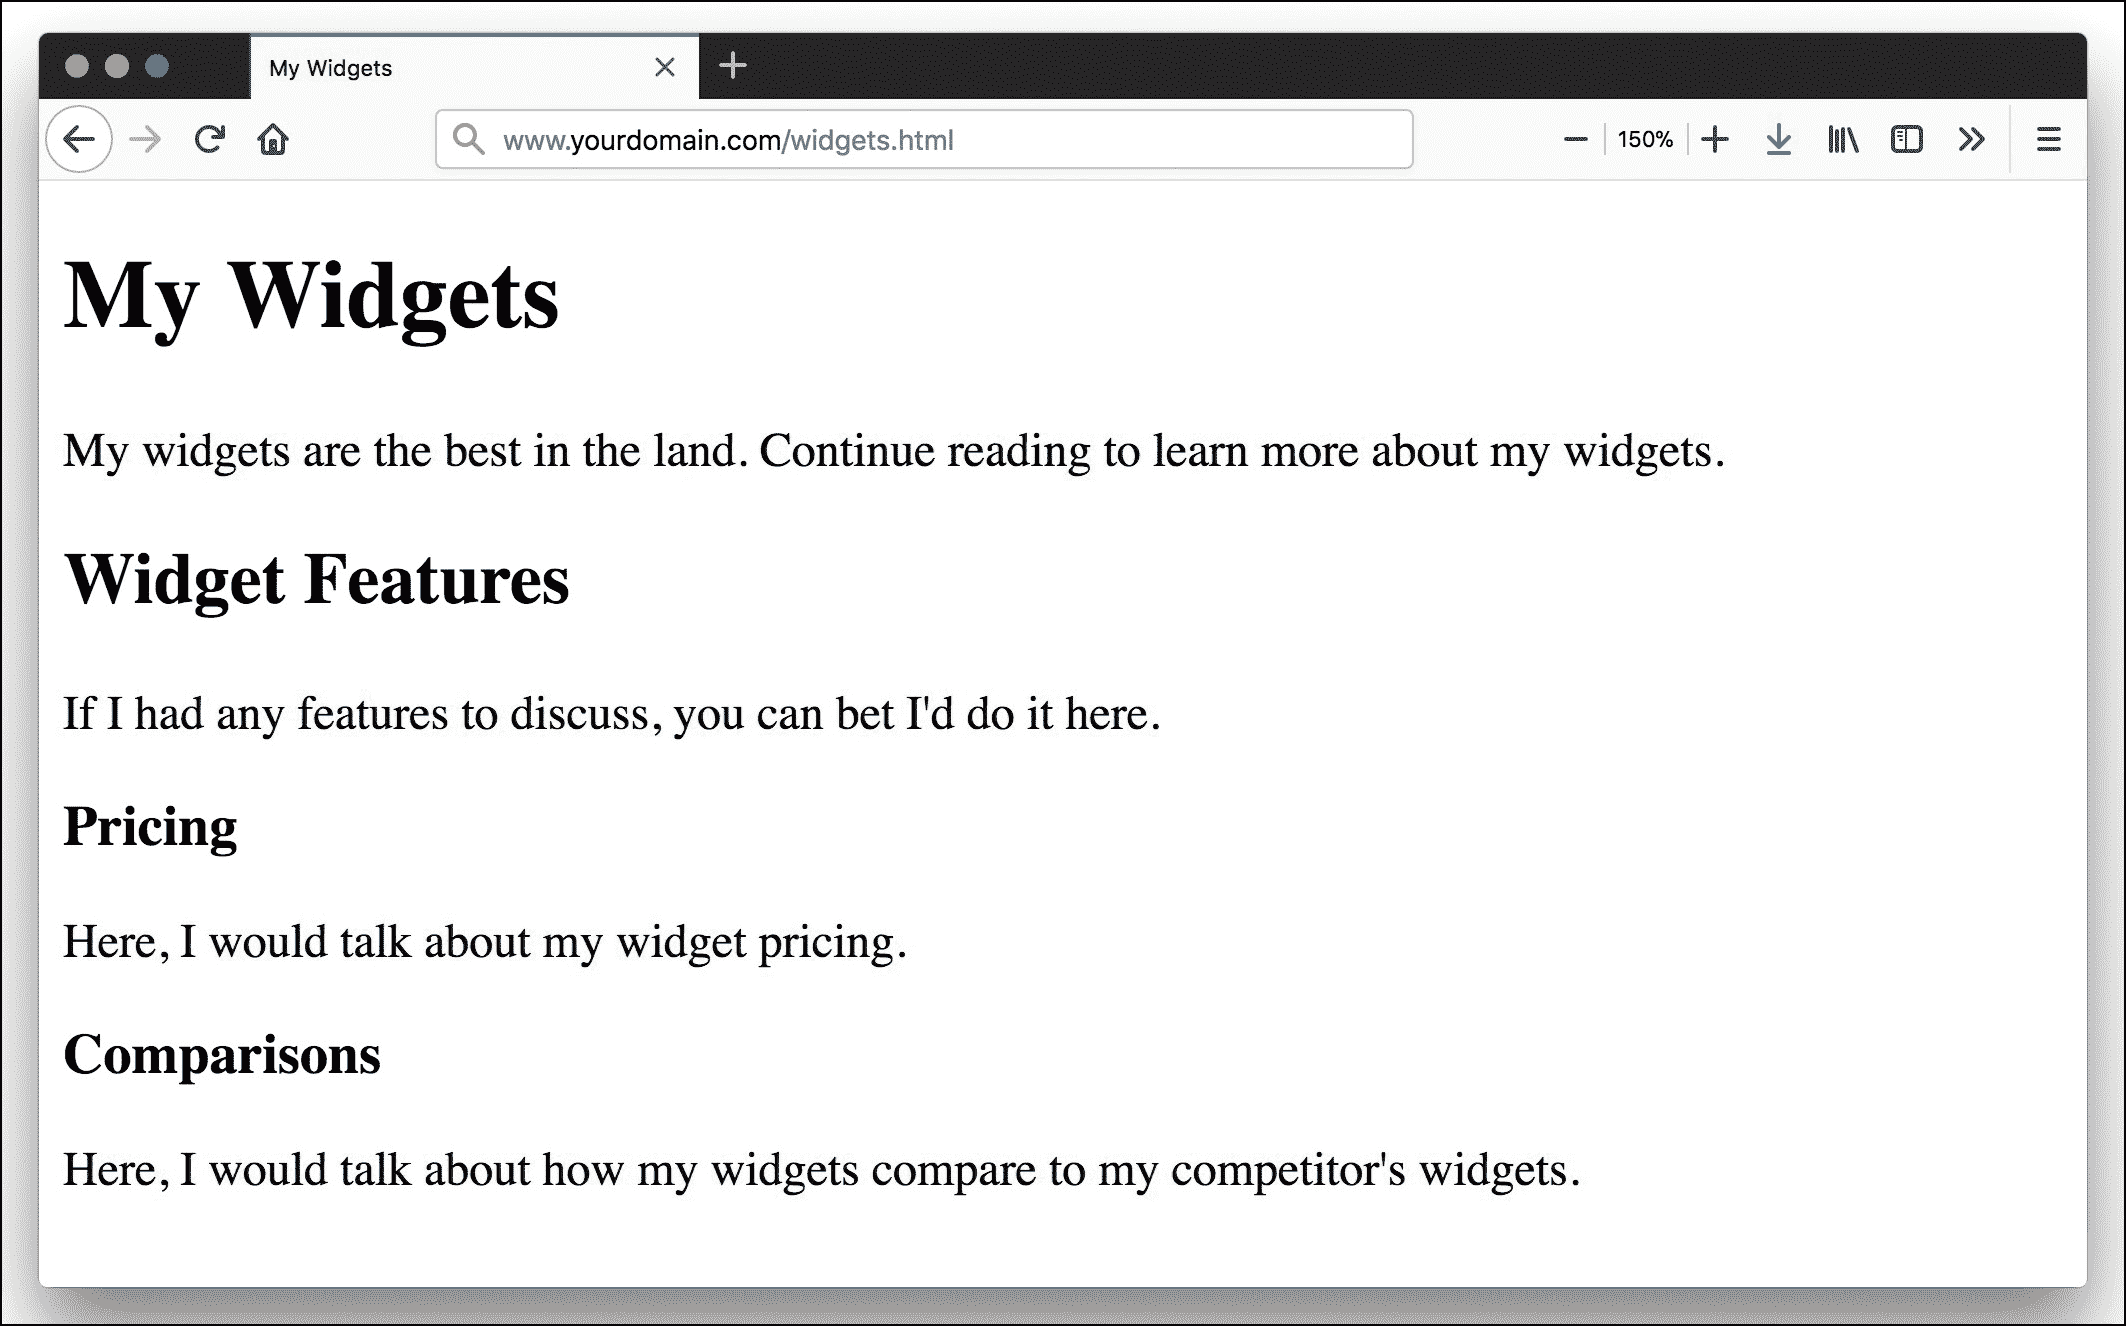 My Widgets
www.yourdomain.com/widgets.html
150%
My Widgets
My widgets are the best in the land. Continue reading to learn more about my widgets.
Widget Features
If I had any features to discuss, you can bet I'd do it here.
Pricing
Here, I would talk about my widget pricing.
Comparisons
Here, I would talk about how my widgets compare to my competitor's widgets.